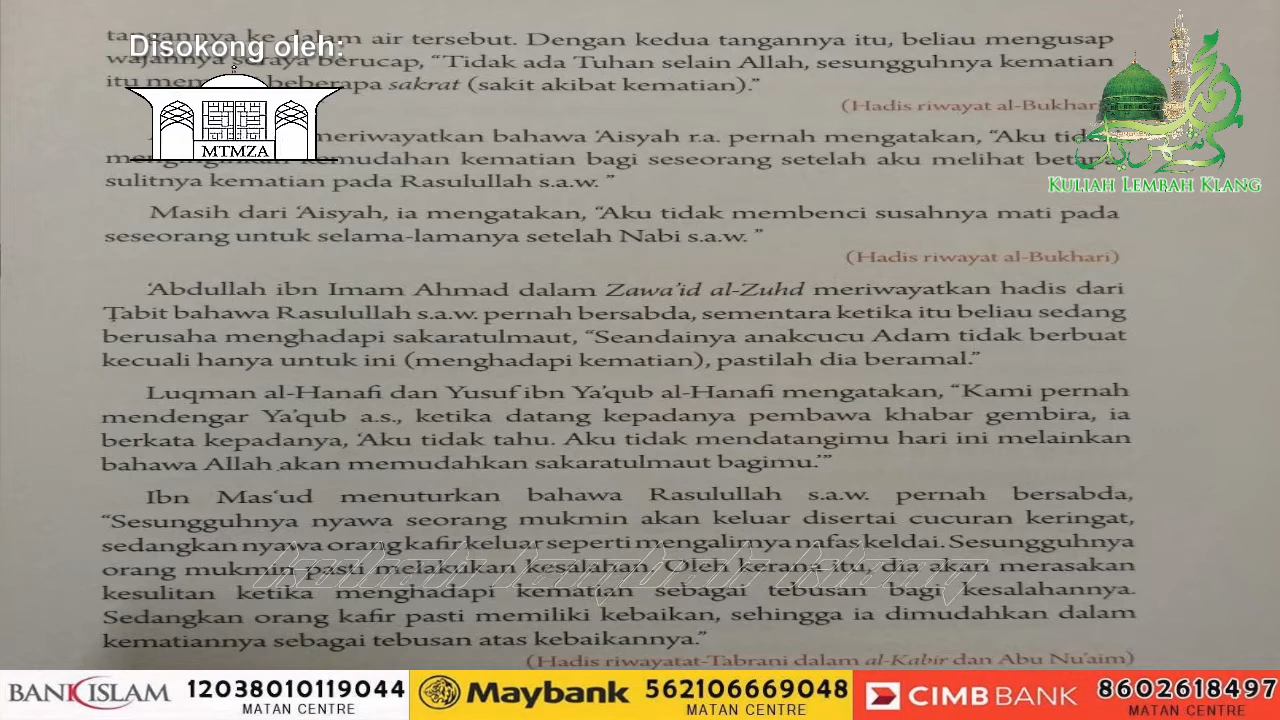 Disokong oleh:
MTMZA
KULIAH LEMBAH KLANG
ke dalam air tersebut. Dengan kedua tangannya itu, beliau mengusap
wajahnya seraya berucap, “Tidak ada Tuhan selain Allah, sesungguhnya kematian
itu beberapa sakrat (sakit akibat kematian).”
(Hadis riwayat al-Bukhari)
meriwayatkan bahawa ‘Aisyah r.a. pernah mengatakan, “Aku tidak
kemudahan kematian bagi seseorang setelah aku melihat betapa
sulitnya kematian pada Rasulullah s.a.w. ”
Masih dari ‘Aisyah, ia mengatakan, “Aku tidak membenci susahnya mati pada
seseorang untuk selama-lamanya setelah Nabi s.a.w. ”
(Hadis riwayat al-Bukhari)
‘Abdullah ibn Imam Ahmad dalam Zawa’id al-Zuhd meriwayatkan hadis dari
Ṭabit bahawa Rasulullah s.a.w. pernah bersabda, sementara ketika itu beliau sedang
berusaha menghadapi sakaratulmaut, “Seandainya anakcucu Adam tidak berbuat
kecuali hanya untuk ini (menghadapi kematian), pastilah dia beramal.”
Luqman al-Hanafi dan Yusuf ibn Ya’qub al-Hanafi mengatakan, “Kami pernah
mendengar Ya’qub a.s., ketika datang kepadanya pembawa khabar gembira, ia
berkata kepadanya, ‘Aku tidak tahu. Aku tidak mendatangimu hari ini melainkan
bahawa Allah akan memudahkan sakaratulmaut bagimu.’”
Ibn Mas‘ud menuturkan bahawa Rasulullah s.a.w. pernah bersabda,
“Sesungguhnya nyawa seorang mukmin akan keluar disertai cucuran keringat,
sedangkan nyawa orang kafir keluar seperti mengalirnya nafas keldai. Sesungguhnya
orang mukmin pasti melakukan kesalahan. Oleh kerana itu, dia akan merasakan
kesulitan ketika menghadapi kematian sebagai tebusan bagi kesalahannya.
Sedangkan orang kafir pasti memiliki kebaikan, sehingga ia dimudahkan dalam
kematiannya sebagai tebusan atas kebaikannya.”
(Hadis riwayatat-Tabrani dalam al-Kabir dan Abu Nu’aim)
Kuliah Lembah Klang
BANK ISLAM 12038010119044
MATAN CENTRE
Maybank 562106669048
MATAN CENTRE
CIMB BANK 8602618497
MATAN CENTRE